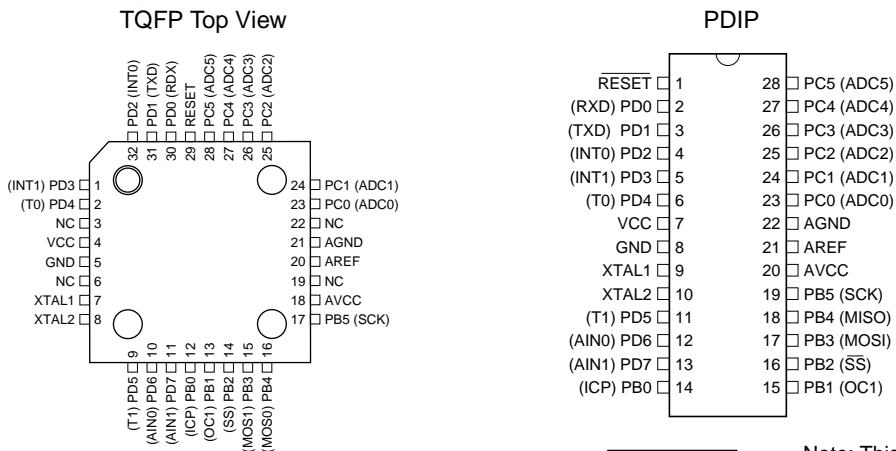 TQFP Top View
PD2 (INT0)
PD1 (TXD)
PD0 (RDX)
RESET
PC5 (ADC5)
PC4 (ADC4)
PC3 (ADC3)
PC2 (ADC2)
32 31 30 29 28 27 26 25
(INT1) PD3 1
(T0) PD4 2
NC 3
VCC 4
GND 5
NC 6
XTAL1 7
XTAL2 8
24 PC1 (ADC1)
23 PC0 (ADC0)
22 NC
21 AGND
20 AREF
19 NC
18 AVCC
17 PB5 (SCK)
9 10 11 12 13 14 15 16
(T1) PD5
(AIN0) PD6
(AIN1) PD7
(ICP) PB0
(OC1) PB1
(SS) PB2
(MOS1) PB3
(MOS0) PB4
PDIP
RESET 1 28 PC5 (ADC5)
(RXD) PD0 2 27 PC4 (ADC4)
(TXD) PD1 3 26 PC3 (ADC3)
(INT0) PD2 4 25 PC2 (ADC2)
(INT1) PD3 5 24 PC1 (ADC1)
(T0) PD4 6 23 PC0 (ADC0)
VCC 7 22 AGND
GND 8 21 AREF
XTAL1 9 20 AVCC
XTAL2 10 19 PB5 (SCK)
(T1) PD5 11 18 PB4 (MISO)
(AIN0) PD6 12 17 PB3 (MOSI)
(AIN1) PD7 13 16 PB2 (SS)
(ICP) PB0 14 15 PB1 (OC1)
Note: This